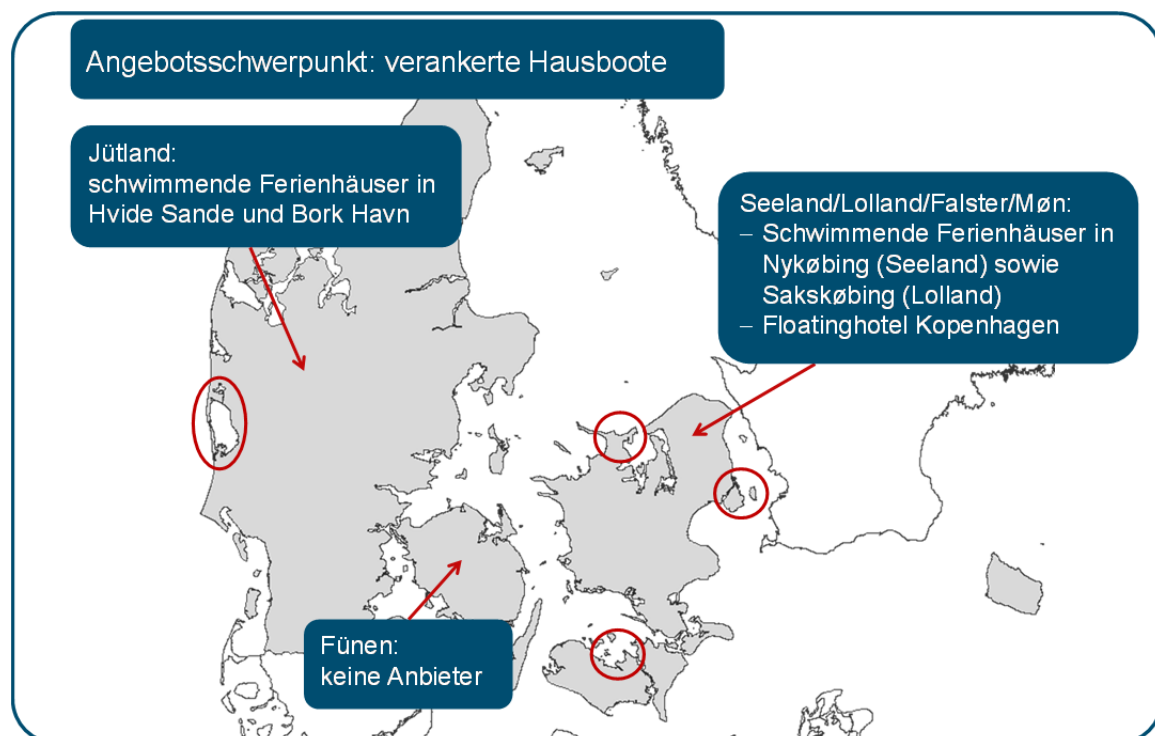 Angebotsschwerpunkt: verankerte Hausboote
Jütland:
schwimmende Ferienhäuser in
Hvide Sande und Bork Havn
Seeland/Lolland/Falster/Møn:
– Schwimmende Ferienhäuser in
Nykøbing (Seeland) sowie
Sakskøbing (Lolland)
– Floatinghotel Kopenhagen
Fünen:
keine Anbieter